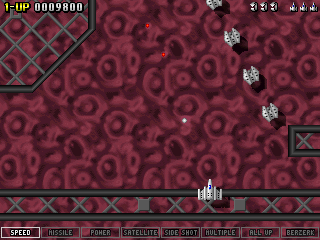 1-UP 0009800
SPEED MISSILE POWER SATELLITE SIDE SHOT MULTIPLE ALL-UP BERZERK